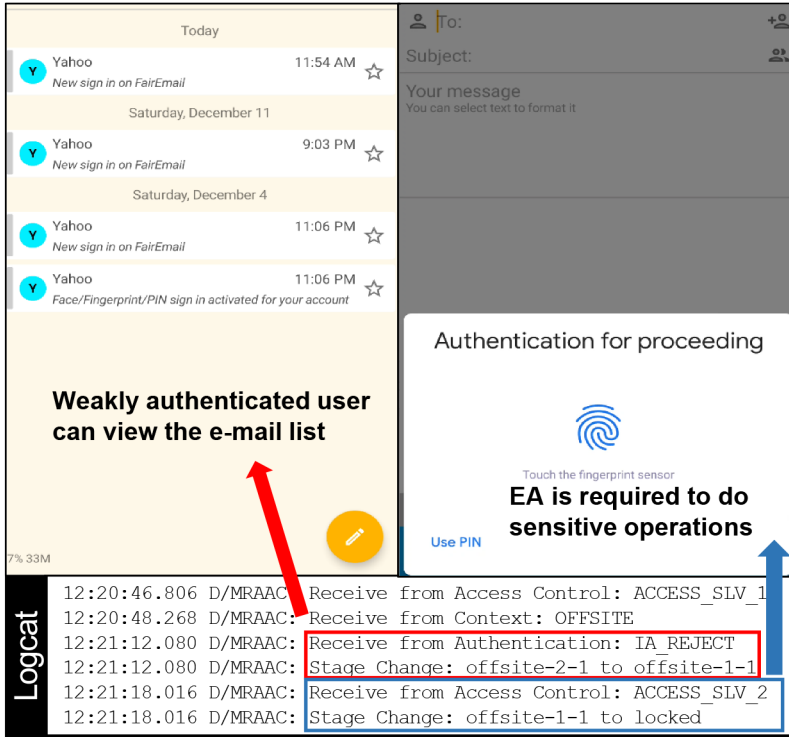 Today
Yahoo 11:54 AM
Y
New sign in on FairEmail
Saturday, December 11
Yahoo 9:03 PM
Y
New sign in on FairEmail
Saturday, December 4
Yahoo 11:06 PM
Y
New sign in on FairEmail
Yahoo 11:06 PM
Y
Face/Fingerprint/PIN sign in activated for your account
Weakly authenticated user
can view the e-mail list
7% 33M
To:
Subject:
Your message
You can select text to format it
Authentication for proceeding
Touch the fingerprint sensor
EA is required to do
sensitive operations
Use PIN
Logcat
12:20:46.806 D/MRAAC: Receive from Access Control: ACCESS_SLV_1
12:20:48.268 D/MRAAC: Receive from Context: OFFSITE
12:21:12.080 D/MRAAC: Receive from Authentication: IA_REJECT
12:21:12.080 D/MRAAC: Stage Change: offsite-2-1 to offsite-1-1
12:21:18.016 D/MRAAC: Receive from Access Control: ACCESS_SLV_2
12:21:18.016 D/MRAAC: Stage Change: offsite-1-1 to locked